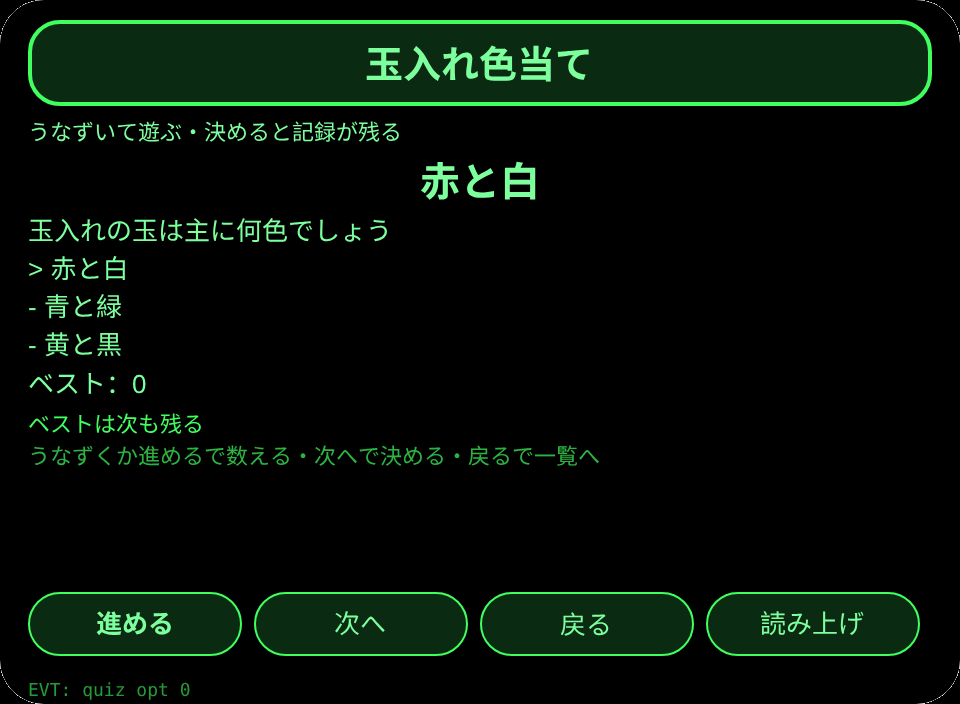 玉入れ色当て
うなずいて遊ぶ・決めると記録が残る
赤と白
玉入れの玉は主に何色でしょう
> 赤と白
- 青と緑
- 黄と黒
ベスト: 0
ベストは次も残る
うなずくか進めるで数える・次へで決める・戻るで一覧へ
進める 次へ 戻る 読み上げ
EVT: quiz opt 0